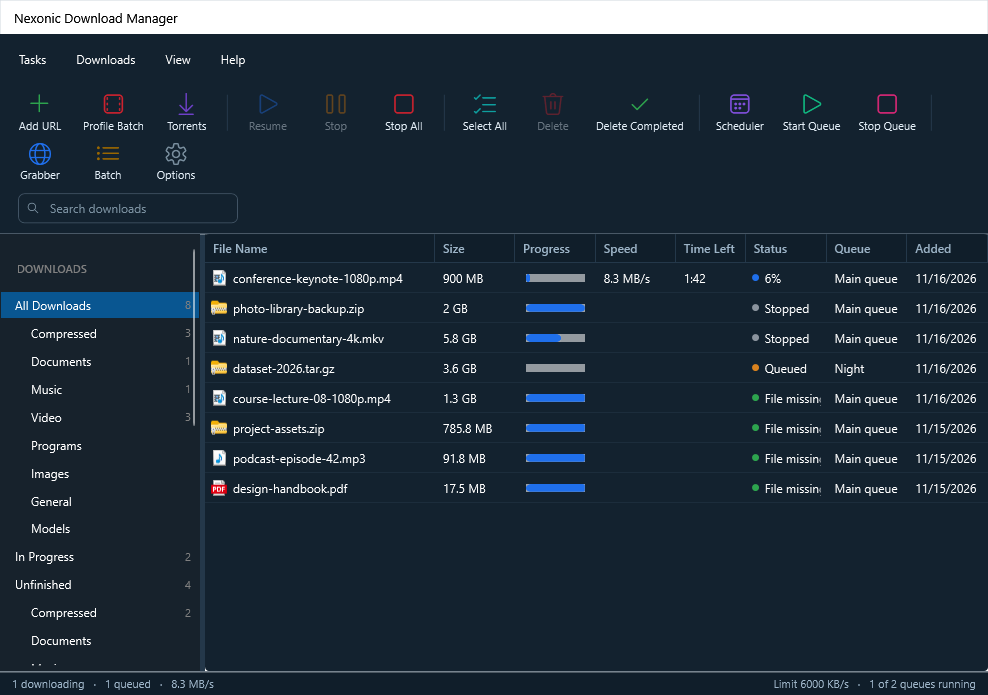 Nexonic Download Manager
Tasks Downloads View Help
Add URL Profile Batch Torrents Resume Stop Stop All Select All Delete Delete Completed Scheduler Start Queue Stop Queue
Grabber Batch Options
Search downloads
DOWNLOADS
All Downloads 8
Compressed 3
Documents 1
Music 1
Video 3
Programs
Images
General
Models
In Progress 2
Unfinished 4
Compressed 2
Documents
File Name Size Progress Speed Time Left Status Queue Added
conference-keynote-1080p.mp4 900 MB 8.3 MB/s 1:42 6% Main queue 11/16/2026
photo-library-backup.zip 2 GB Stopped Main queue 11/16/2026
nature-documentary-4k.mkv 5.8 GB Stopped Main queue 11/16/2026
dataset-2026.tar.gz 3.6 GB Queued Night 11/16/2026
course-lecture-08-1080p.mp4 1.3 GB File missin Main queue 11/16/2026
project-assets.zip 785.8 MB File missin Main queue 11/15/2026
podcast-episode-42.mp3 91.8 MB File missin Main queue 11/15/2026
PDF design-handbook.pdf 17.5 MB File missin Main queue 11/15/2026
1 downloading · 1 queued · 8.3 MB/s
Limit 6000 KB/s · 1 of 2 queues running